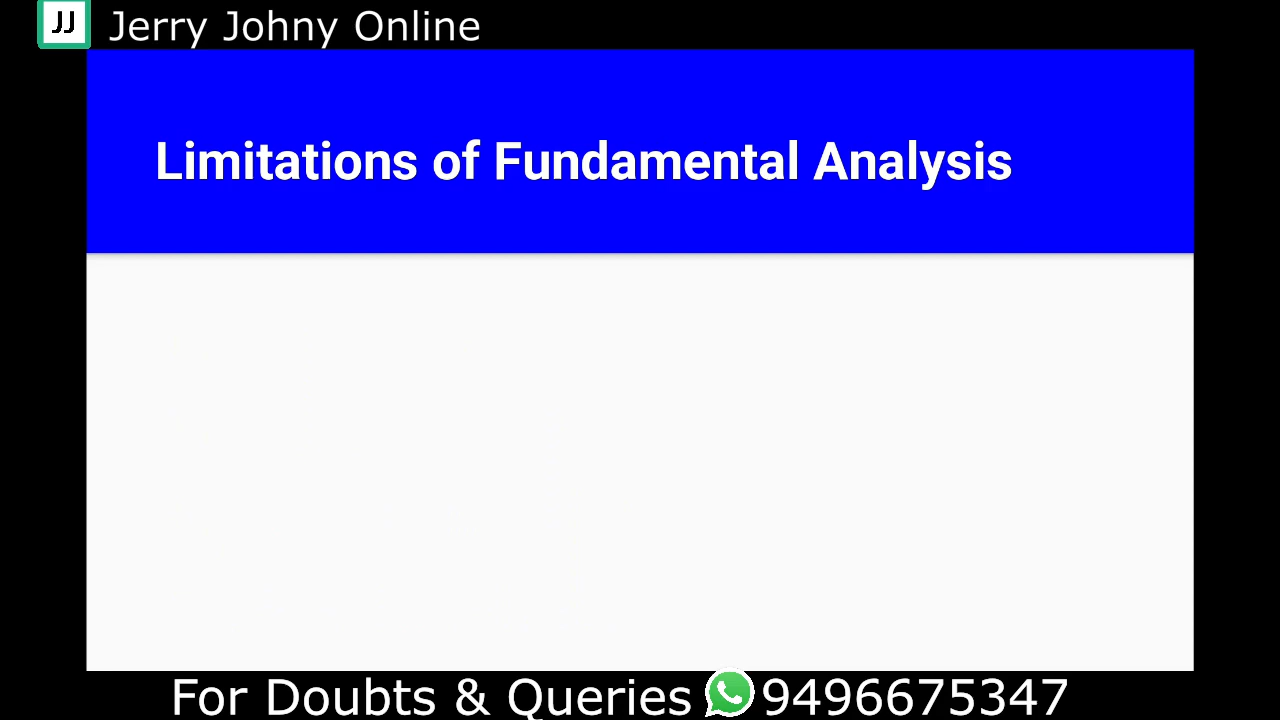 JJ Jerry Johny Online
Limitations of Fundamental Analysis
For Doubts & Queries 9496675347